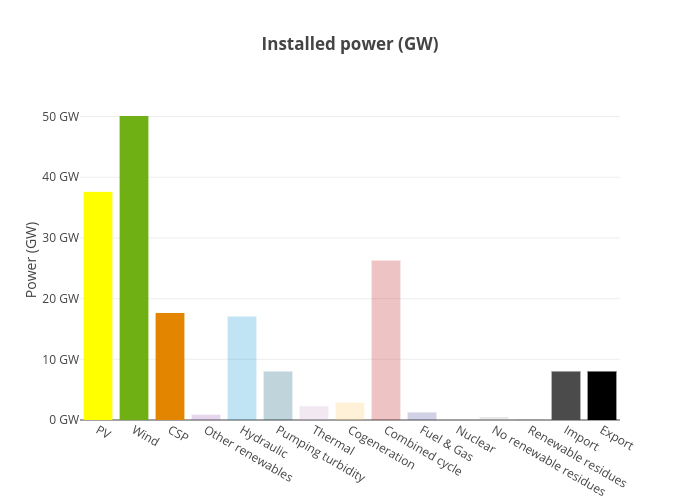 Installed power (GW)
50 GW
40 GW
30 GW
20 GW
10 GW
0 GW
Power (GW)
PV
Wind
CSP
Other renewables
Hydraulic
Pumping turbidity
Thermal
Cogeneration
Combined cycle
Fuel & Gas
Nuclear
No renewable residues
Renewable residues
Import
Export